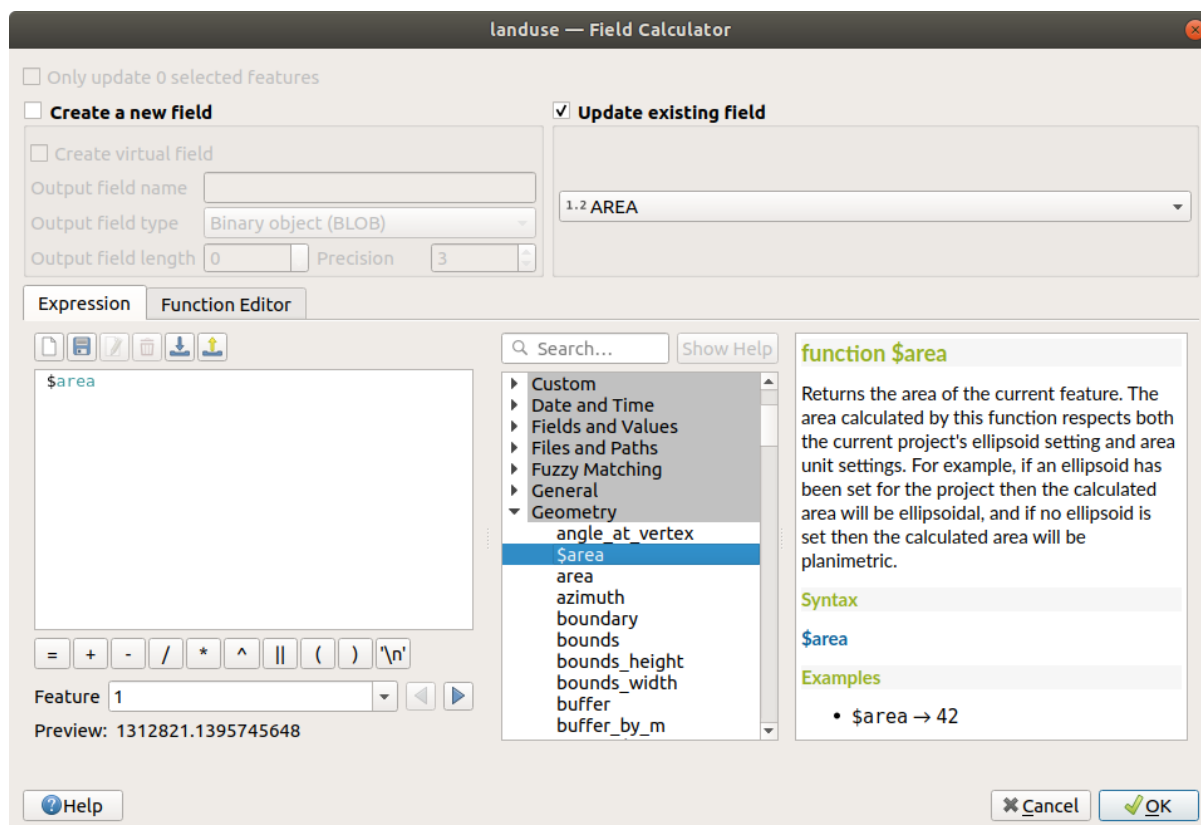 landuse — Field Calculator
Only update 0 selected features
Create a new field
Update existing field
Create virtual field
Output field name
1.2 AREA
Output field type Binary object (BLOB)
Output field length 0 Precision 3
Expression Function Editor
$area
= + - / * ^ || ( ) '\n'
Feature 1
Preview: 1312821.1395745648
Search... Show Help
Custom
Date and Time
Fields and Values
Files and Paths
Fuzzy Matching
General
Geometry
angle_at_vertex
$area
area
azimuth
boundary
bounds
bounds_height
bounds_width
buffer
buffer_by_m
function $area
Returns the area of the current feature. The
area calculated by this function respects both
the current project's ellipsoid setting and area
unit settings. For example, if an ellipsoid has
been set for the project then the calculated
area will be ellipsoidal, and if no ellipsoid is
set then the calculated area will be
planimetric.
Syntax
$area
Examples
• $area → 42
Help
Cancel
OK